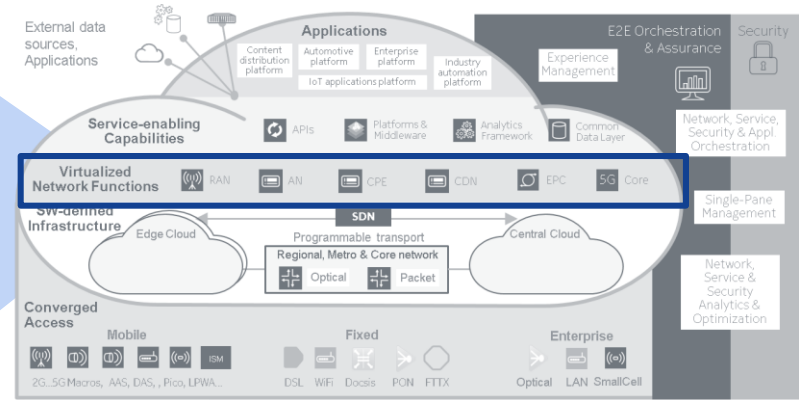 External data
sources,
Applications
Applications
Content
distribution
platform
Automotive
platform
Enterprise
platform
IoT applications platform
Industry
automation
platform
E2E Orchestration
& Assurance
Security
Experience
Management
Service-enabling
Capabilities
APIs
Platforms &
Middleware
Analytics
Framework
Common
Data Layer
Network, Service,
Security & Appl.
Orchestration
Virtualized
Network Functions
RAN
AN
CPE
CDN
EPC
5G Core
Single-Pane
Management
SW-defined
Infrastructure
SDN
Edge Cloud
Programmable transport
Central Cloud
Regional, Metro & Core network
Optical
Packet
Network,
Service &
Security
Analytics &
Optimization
Converged
Access
Mobile
Fixed
Enterprise
ISM
2G...5G Macros, AAS, DAS, , Pico, LPWA...
DSL
WiFi
Docsis
PON
FTTX
Optical
LAN
SmallCell